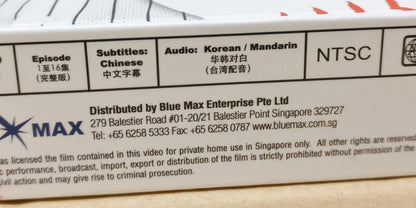 Episode
1至16集
(完整版)
Subtitles:
Chinese
中文字幕
Audio: Korean / Mandarin
华韩对白
(台湾配音)
NTSC
MAX
Distributed by Blue Max Enterprise Pte Ltd
279 Balestier Road #01-20/21 Balestier Point Singapore 329727
Tel: +65 6258 5333 Fax: +65 6258 0787 www.bluemax.com.sg
as licensed the film contained in this video for private home use in Singapore only. All other rights are reserved.
performance, broadcast, import, export or distribution of the film is strictly prohibited without permission of the
civil action and may give rise to criminal prosecution.